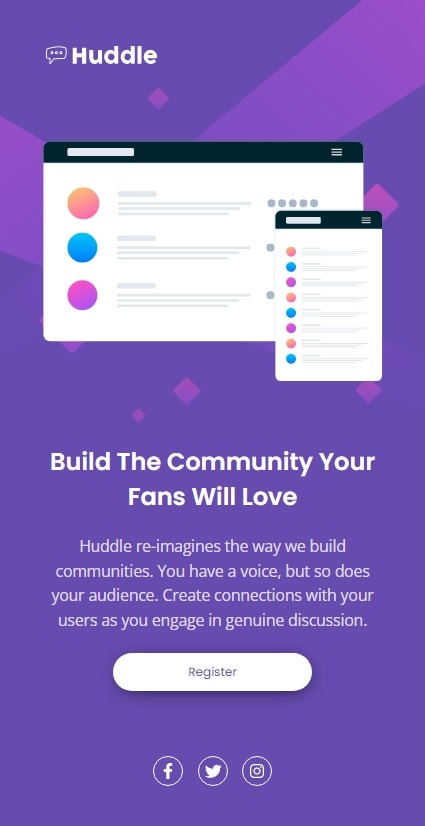 Huddle
Build The Community Your
Fans Will Love
Huddle re-imagines the way we build
communities. You have a voice, but so does
your audience. Create connections with your
users as you engage in genuine discussion.
Register